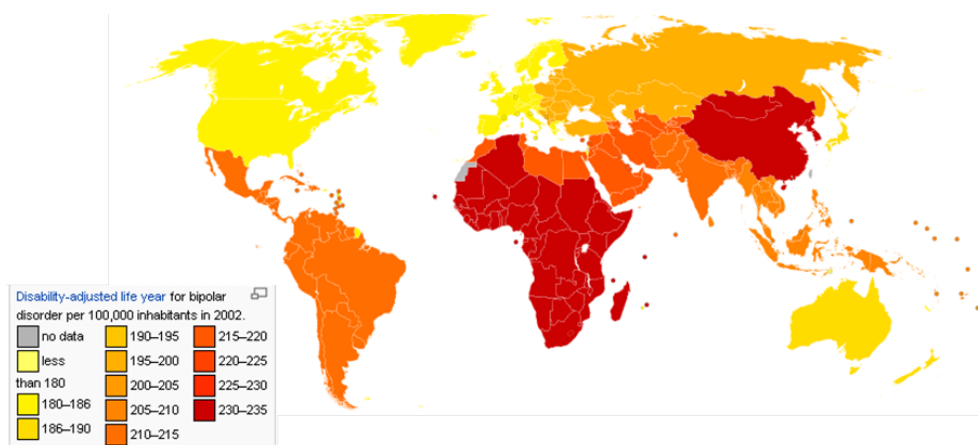 Disability-adjusted life year for bipolar
disorder per 100,000 inhabitants in 2002.
no data
less
than 180
180–186
186–190
190–195
195–200
200–205
205–210
210–215
215–220
220–225
225–230
230–235